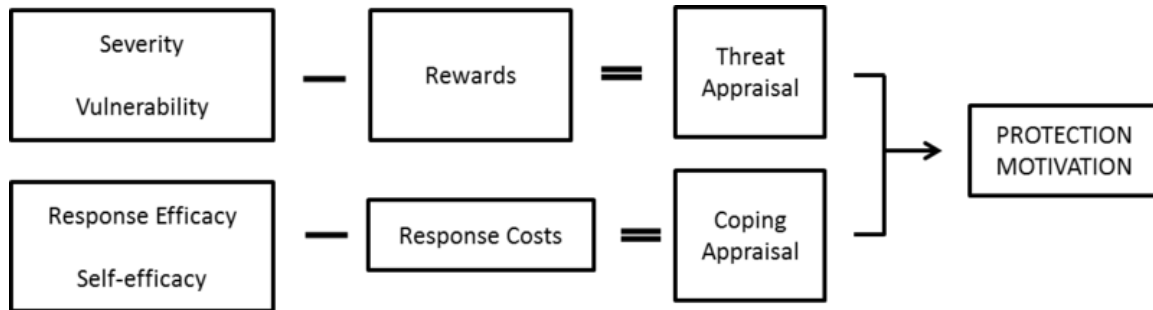 Severity
Vulnerability
Rewards
Threat
Appraisal
PROTECTION
MOTIVATION
Response Efficacy
Self-efficacy
Response Costs
Coping
Appraisal